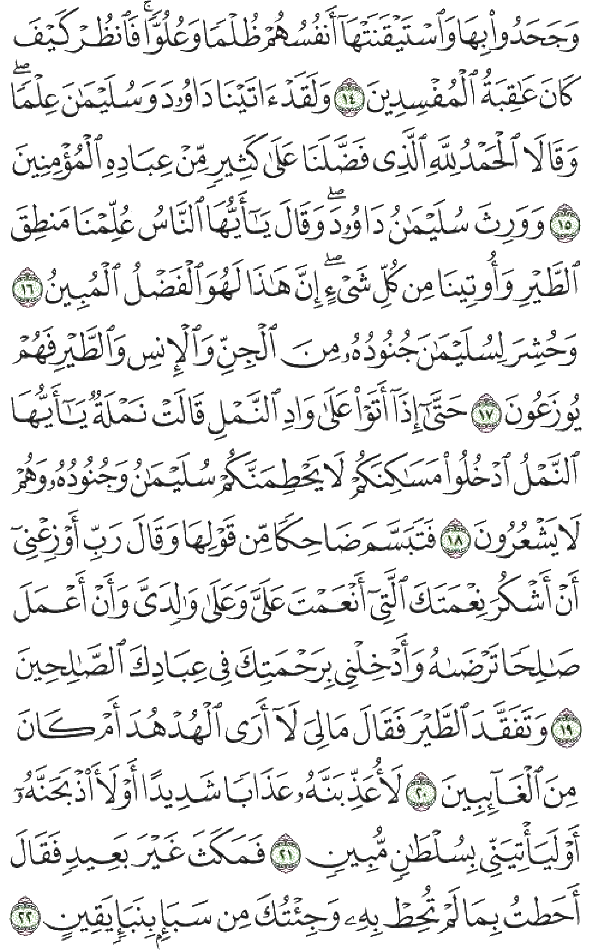 وَجَحَدُوا۟ بِهَا وَٱسْتَيْقَنَتْهَآ أَنفُسُهُمْ ظُلْمًا وَعُلُوًّا ۚ فَٱنظُرْ كَيْفَ
كَانَ عَٰقِبَةُ ٱلْمُفْسِدِينَ ١٤ وَلَقَدْ ءَاتَيْنَا دَاوُۥدَ وَسُلَيْمَٰنَ عِلْمًا ۖ
وَقَالَا ٱلْحَمْدُ لِلَّهِ ٱلَّذِى فَضَّلَنَا عَلَىٰ كَثِيرٍ مِّنْ عِبَادِهِ ٱلْمُؤْمِنِينَ
١٥ وَوَرِثَ سُلَيْمَٰنُ دَاوُۥدَ ۖ وَقَالَ يَٰٓأَيُّهَا ٱلنَّاسُ عُلِّمْنَا مَنطِقَ
ٱلطَّيْرِ وَأُوتِينَا مِن كُلِّ شَىْءٍ ۖ إِنَّ هَٰذَا لَهُوَ ٱلْفَضْلُ ٱلْمُبِينُ ١٦
وَحُشِرَ لِسُلَيْمَٰنَ جُنُودُهُۥ مِنَ ٱلْجِنِّ وَٱلْإِنسِ وَٱلطَّيْرِ فَهُمْ
يُوزَعُونَ ١٧ حَتَّىٰٓ إِذَآ أَتَوْا۟ عَلَىٰ وَادِ ٱلنَّمْلِ قَالَتْ نَمْلَةٌ يَٰٓأَيُّهَا
ٱلنَّمْلُ ٱدْخُلُوا۟ مَسَٰكِنَكُمْ لَا يَحْطِمَنَّكُمْ سُلَيْمَٰنُ وَجُنُودُهُۥ وَهُمْ
لَا يَشْعُرُونَ ١٨ فَتَبَسَّمَ ضَاحِكًا مِّن قَوْلِهَا وَقَالَ رَبِّ أَوْزِعْنِىٓ
أَنْ أَشْكُرَ نِعْمَتَكَ ٱلَّتِىٓ أَنْعَمْتَ عَلَىَّ وَعَلَىٰ وَٰلِدَىَّ وَأَنْ أَعْمَلَ
صَٰلِحًا تَرْضَىٰهُ وَأَدْخِلْنِى بِرَحْمَتِكَ فِى عِبَادِكَ ٱلصَّٰلِحِينَ
١٩ وَتَفَقَّدَ ٱلطَّيْرَ فَقَالَ مَالِىَ لَآ أَرَى ٱلْهُدْهُدَ أَمْ كَانَ
مِنَ ٱلْغَآئِبِينَ ٢٠ لَأُعَذِّبَنَّهُۥ عَذَابًا شَدِيدًا أَوْ لَأَا۟ذْبَحَنَّهُۥٓ
أَوْ لَيَأْتِيَنِّى بِسُلْطَٰنٍ مُّبِينٍ ٢١ فَمَكَثَ غَيْرَ بَعِيدٍ فَقَالَ
أَحَطتُ بِمَا لَمْ تُحِطْ بِهِۦ وَجِئْتُكَ مِن سَبَإٍۭ بِنَبَإٍ يَقِينٍ ٢٢